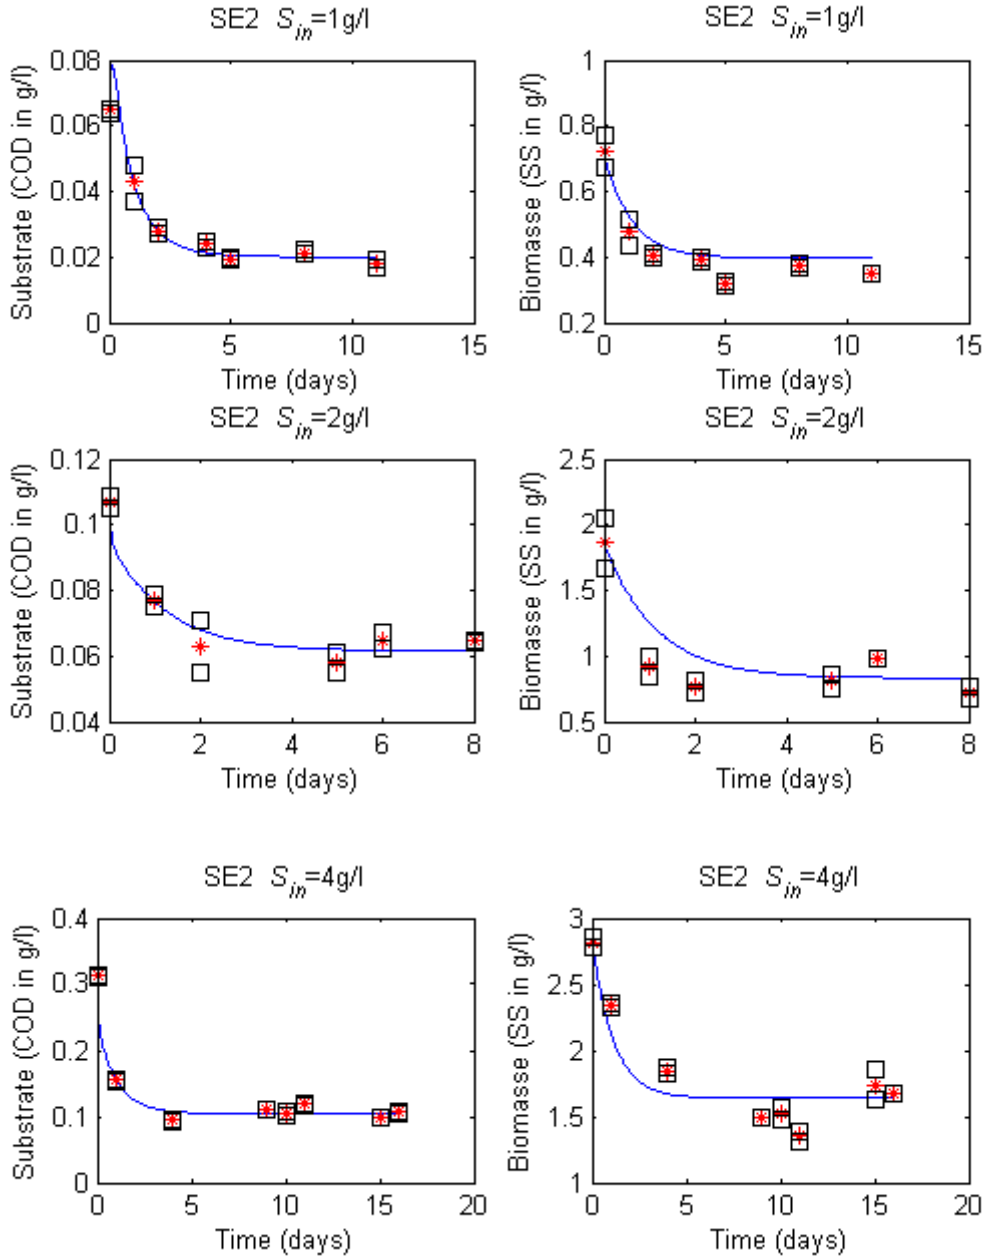 SE2 S_in=1g/l
Substrate (COD in g/l)
0.08
0.06
0.04
0.02
0
0 5 10 15
Time (days)
SE2 S_in=1g/l
Biomasse (SS in g/l)
1
0.8
0.6
0.4
0.2
0 5 10 15
Time (days)
SE2 S_in=2g/l
Substrate (COD in g/l)
0.12
0.1
0.08
0.06
0.04
0 2 4 6 8
Time (days)
SE2 S_in=2g/l
Biomasse (SS in g/l)
2.5
2
1.5
1
0.5
0 2 4 6 8
Time (days)
SE2 S_in=4g/l
Substrate (COD in g/l)
0.4
0.3
0.2
0.1
0
0 5 10 15 20
Time (days)
SE2 S_in=4g/l
Biomasse (SS in g/l)
3
2.5
2
1.5
1
0 5 10 15 20
Time (days)